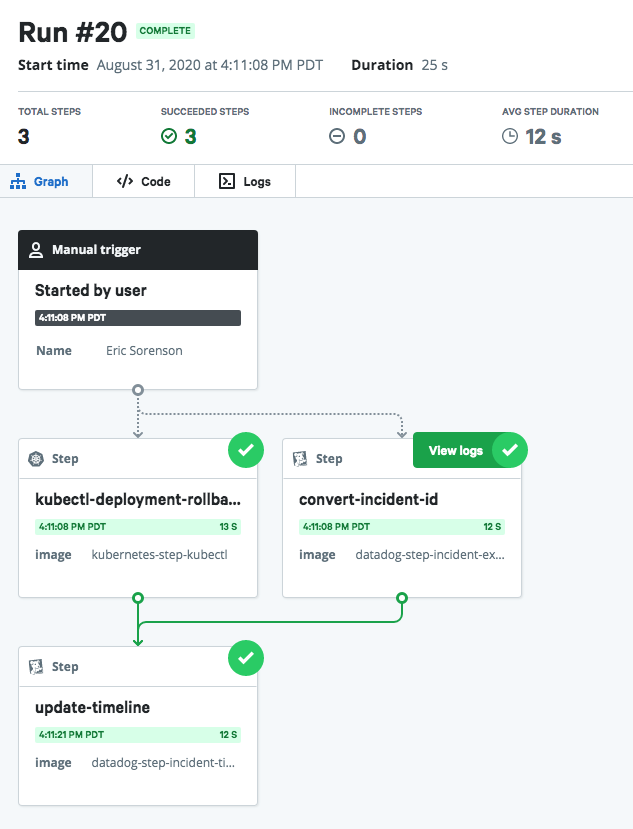 Run #20 COMPLETE
Start time August 31, 2020 at 4:11:08 PM PDT Duration 25 s
TOTAL STEPS SUCCEEDED STEPS INCOMPLETE STEPS AVG STEP DURATION
3 3 0 12 s
Graph Code Logs
Manual trigger
Started by user
4:11:08 PM PDT
Name Eric Sorenson
Step
kubectl-deployment-rollba...
4:11:08 PM PDT 13 S
image kubernetes-step-kubectl
Step View logs
convert-incident-id
4:11:08 PM PDT 12 S
image datadog-step-incident-ex...
Step
update-timeline
4:11:21 PM PDT 12 S
image datadog-step-incident-ti...